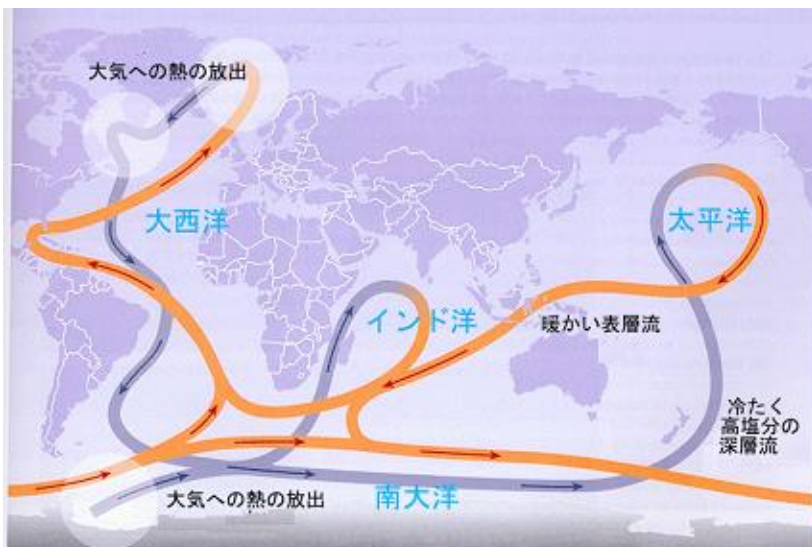 大気への熱の放出
大西洋
太平洋
インド洋
暖かい表層流
冷たく
高塩分の
深層流
大気への熱の放出
南大洋